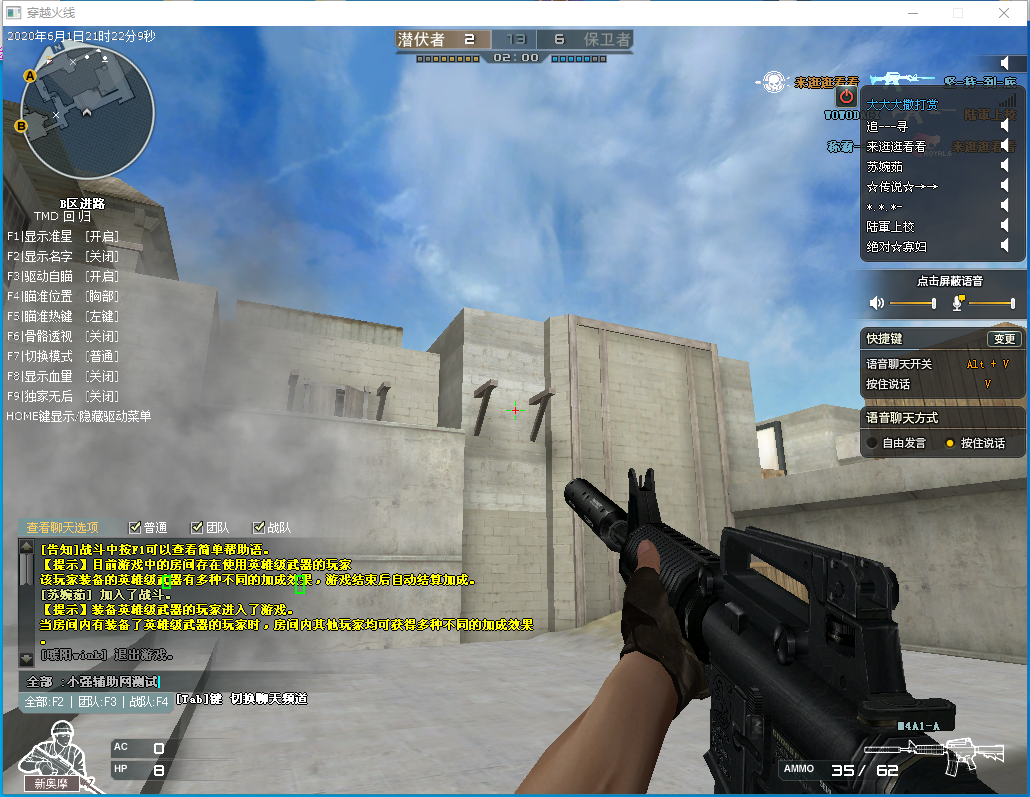 穿越火线
2020年6月1日21时22分9秒
潜伏者 2 13 6 保卫者
02:00
A
B
N
B区进路
TMD 回 归
F1|显示准星 [开启]
F2|显示名字 [关闭]
F3|驱动自瞄 [开启]
F4|瞄准位置 [胸部]
F5|瞄准热键 [左键]
F6|骨骼透视 [关闭]
F7|切换模式 [普通]
F8|显示血量 [关闭]
F9|独家无后 [关闭]
HOME键显示/隐藏驱动菜单
来逛逛看看
大大大撒打赏
追---寻
来逛逛看看
苏婉茹
☆传说☆→→
*.*.*-
陆軍上校
绝对☆寡妇
点击屏蔽语音
快捷键 变更
语音聊天开关 Alt + V
按住说话 V
语音聊天方式
自由发言 按住说话
查看聊天选项 普通 团队 战队
[告知]战斗中按F1可以查看简单帮助语。
【提示】目前游戏中的房间存在使用英雄级武器的玩家
该玩家装备的英雄级武器有多种不同的加成效果，游戏结束后自动结算加成。
[苏婉茹] 加入了战斗。
【提示】装备英雄级武器的玩家进入了游戏。
当房间内有装备了英雄级武器的玩家时，房间内其他玩家均可获得多种不同的加成效果
。
[暖阳wink] 退出游戏。
全部 :小强辅助网测试
全部:F2 | 团队:F3 | 战队:F4 [Tab]键 切换聊天频道
AC 0
HP 8
新奥摩
M4A1-A
AMMO 35/ 62